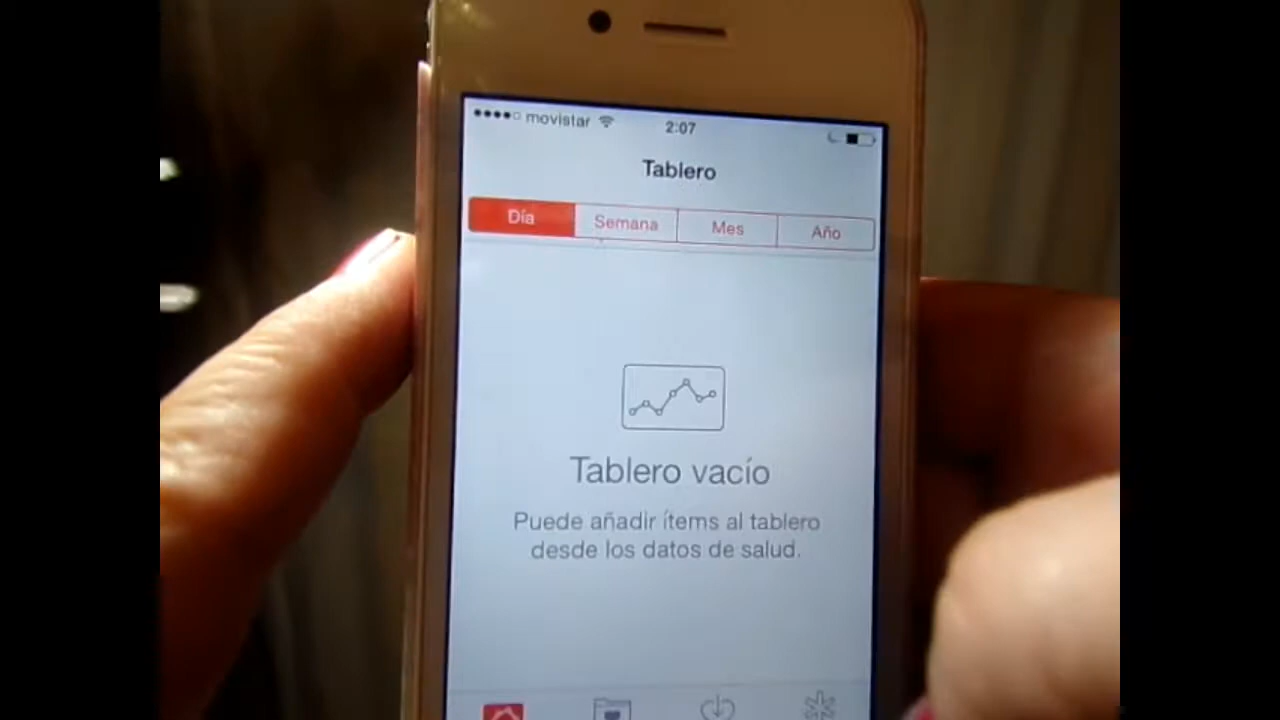 movistar 2:07
Tablero
Día Semana Mes Año
Tablero vacío
Puede añadir ítems al tablero
desde los datos de salud.